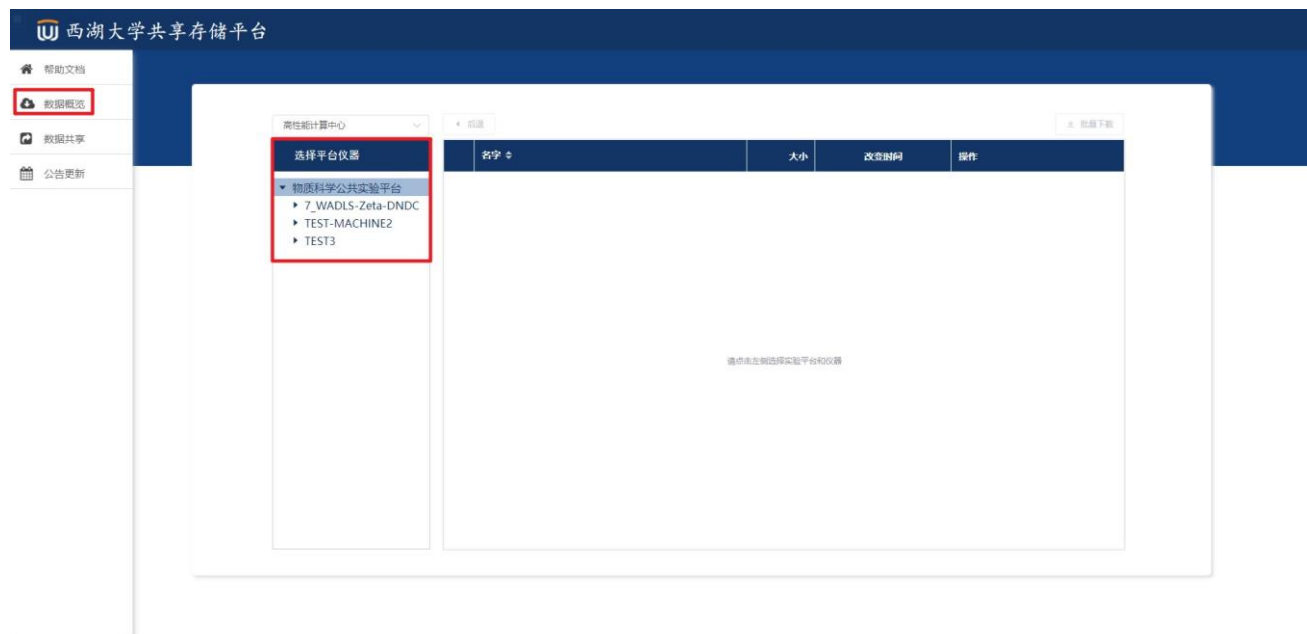 西湖大学共享存储平台
帮助文档
数据概览
数据共享
公告更新
高性能计算中心
后退
批量下载
选择平台仪器
名字 大小 改变时间 操作
物质科学公共实验平台
7_WADLS-Zeta-DNDC
TEST-MACHINE2
TEST3
请点击左侧选择实验平台和仪器